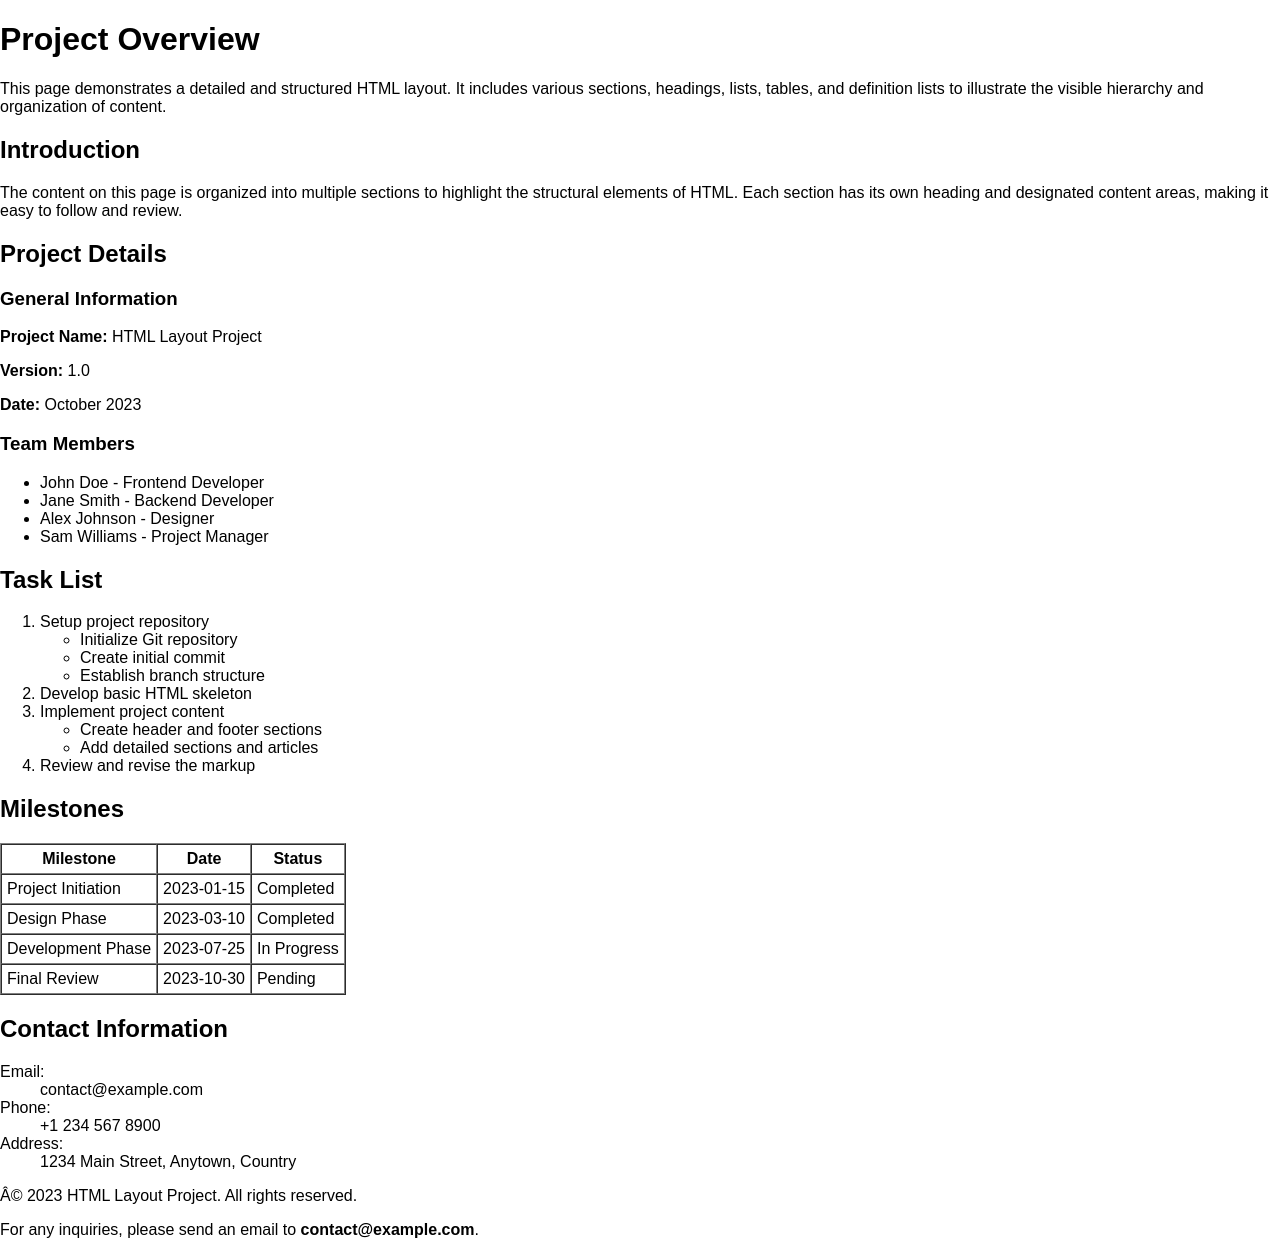 Project Overview
This page demonstrates a detailed and structured HTML layout. It includes various sections, headings, lists, tables, and definition lists to illustrate the visible hierarchy and
organization of content.
Introduction
The content on this page is organized into multiple sections to highlight the structural elements of HTML. Each section has its own heading and designated content areas, making it
easy to follow and review.
Project Details
General Information
Project Name: HTML Layout Project
Version: 1.0
Date: October 2023
Team Members
• John Doe - Frontend Developer
• Jane Smith - Backend Developer
• Alex Johnson - Designer
• Sam Williams - Project Manager
Task List
1. Setup project repository
◦ Initialize Git repository
◦ Create initial commit
◦ Establish branch structure
2. Develop basic HTML skeleton
3. Implement project content
◦ Create header and footer sections
◦ Add detailed sections and articles
4. Review and revise the markup
Milestones
Milestone Date Status
Project Initiation 2023-01-15 Completed
Design Phase 2023-03-10 Completed
Development Phase 2023-07-25 In Progress
Final Review 2023-10-30 Pending
Contact Information
Email:
contact@example.com
Phone:
+1 234 567 8900
Address:
1234 Main Street, Anytown, Country
Â© 2023 HTML Layout Project. All rights reserved.
For any inquiries, please send an email to contact@example.com.